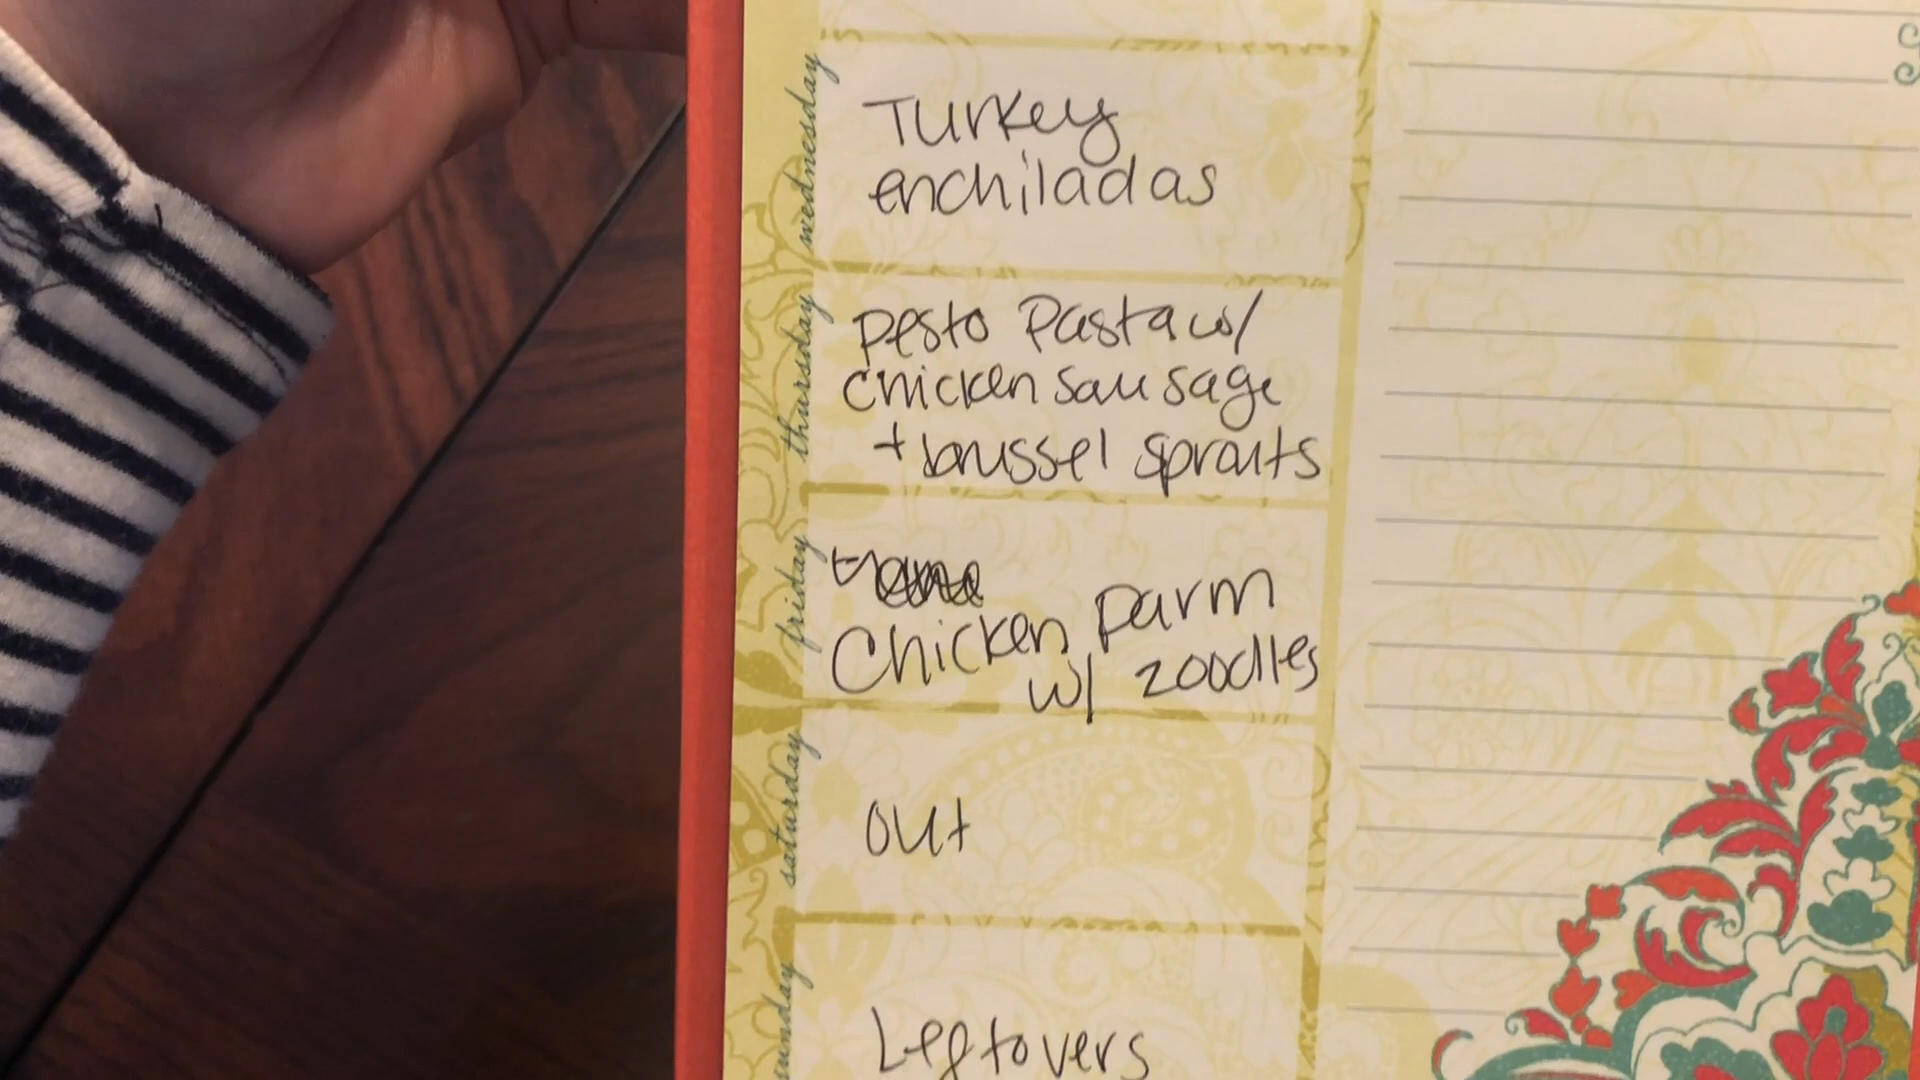 wednesday
Turkey
enchiladas
thursday
pesto pasta w/
chicken sausage
+ brussel sprouts
friday
Chicken parm
w/ zoodles
saturday
out
sunday
Leftovers